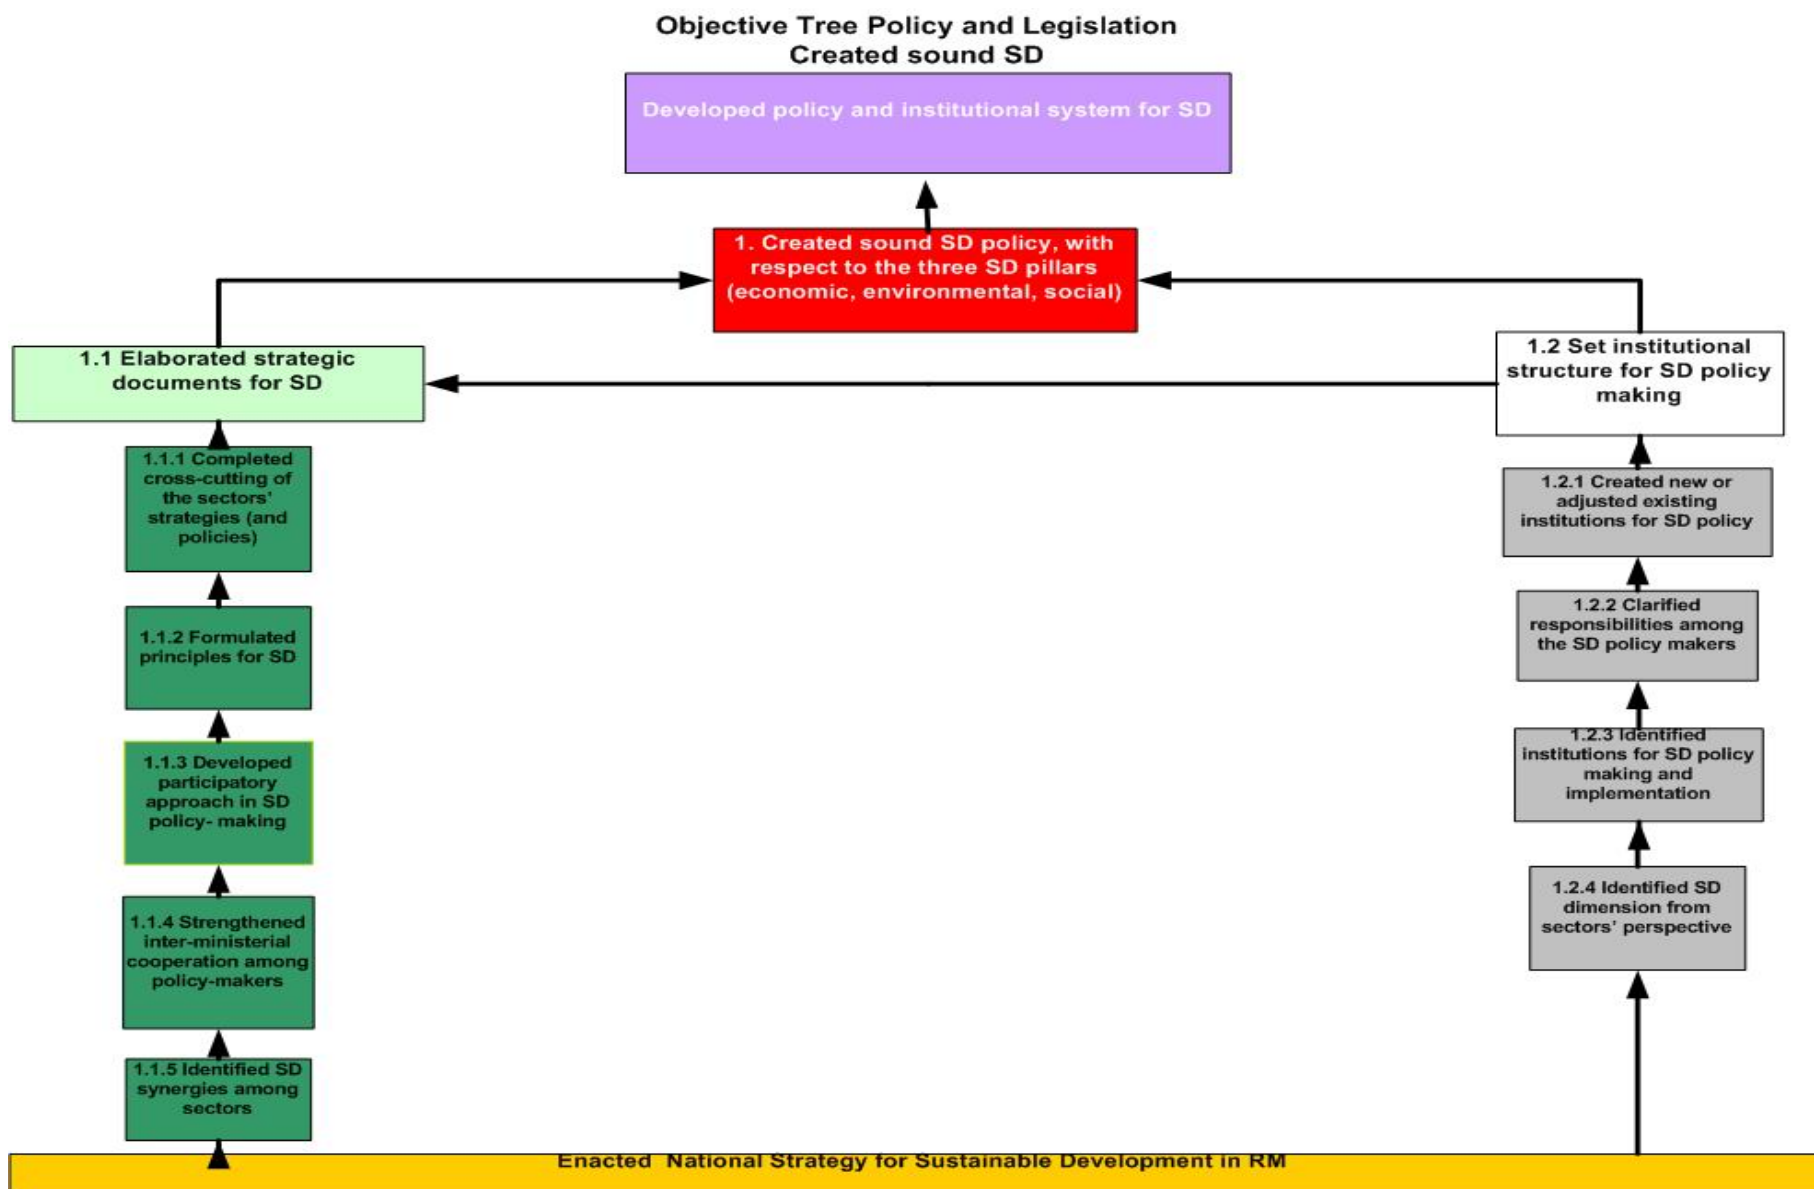 Objective Tree Policy and Legislation
Created sound SD
Developed policy and institutional system for SD
1. Created sound SD policy, with
respect to the three SD pillars
(economic, environmental, social)
1.1 Elaborated strategic
documents for SD
1.2 Set institutional
structure for SD policy
making
1.1.1 Completed
cross-cutting of
the sectors'
strategies (and
policies)
1.1.2 Formulated
principles for SD
1.1.3 Developed
participatory
approach in SD
policy- making
1.1.4 Strengthened
inter-ministerial
cooperation among
policy-makers
1.1.5 Identified SD
synergies among
sectors
1.2.1 Created new or
adjusted existing
institutions for SD policy
1.2.2 Clarified
responsibilities among
the SD policy makers
1.2.3 Identified
institutions for SD policy
making and
implementation
1.2.4 Identified SD
dimension from
sectors' perspective
Enacted National Strategy for Sustainable Development in RM